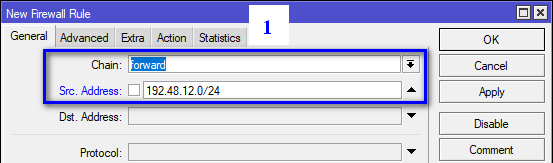 New Firewall Rule
General Advanced Extra Action Statistics
1
OK
Chain: forward
Cancel
Src. Address: 192.48.12.0/24
Apply
Dst. Address:
Disable
Protocol:
Comment